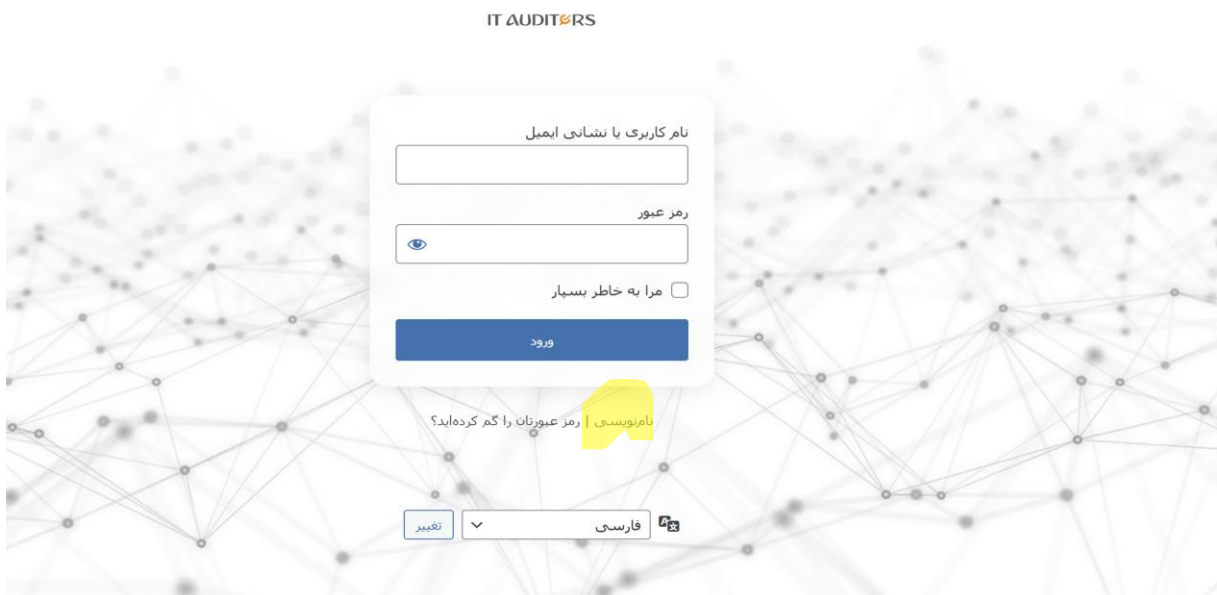 IT AUDITORS
نام کاربری یا نشانی ایمیل
رمز عبور
مرا به خاطر بسپار
ورود
نام‌نویسی | رمز عبورتان را گم کرده‌اید؟
فارسی
تغییر